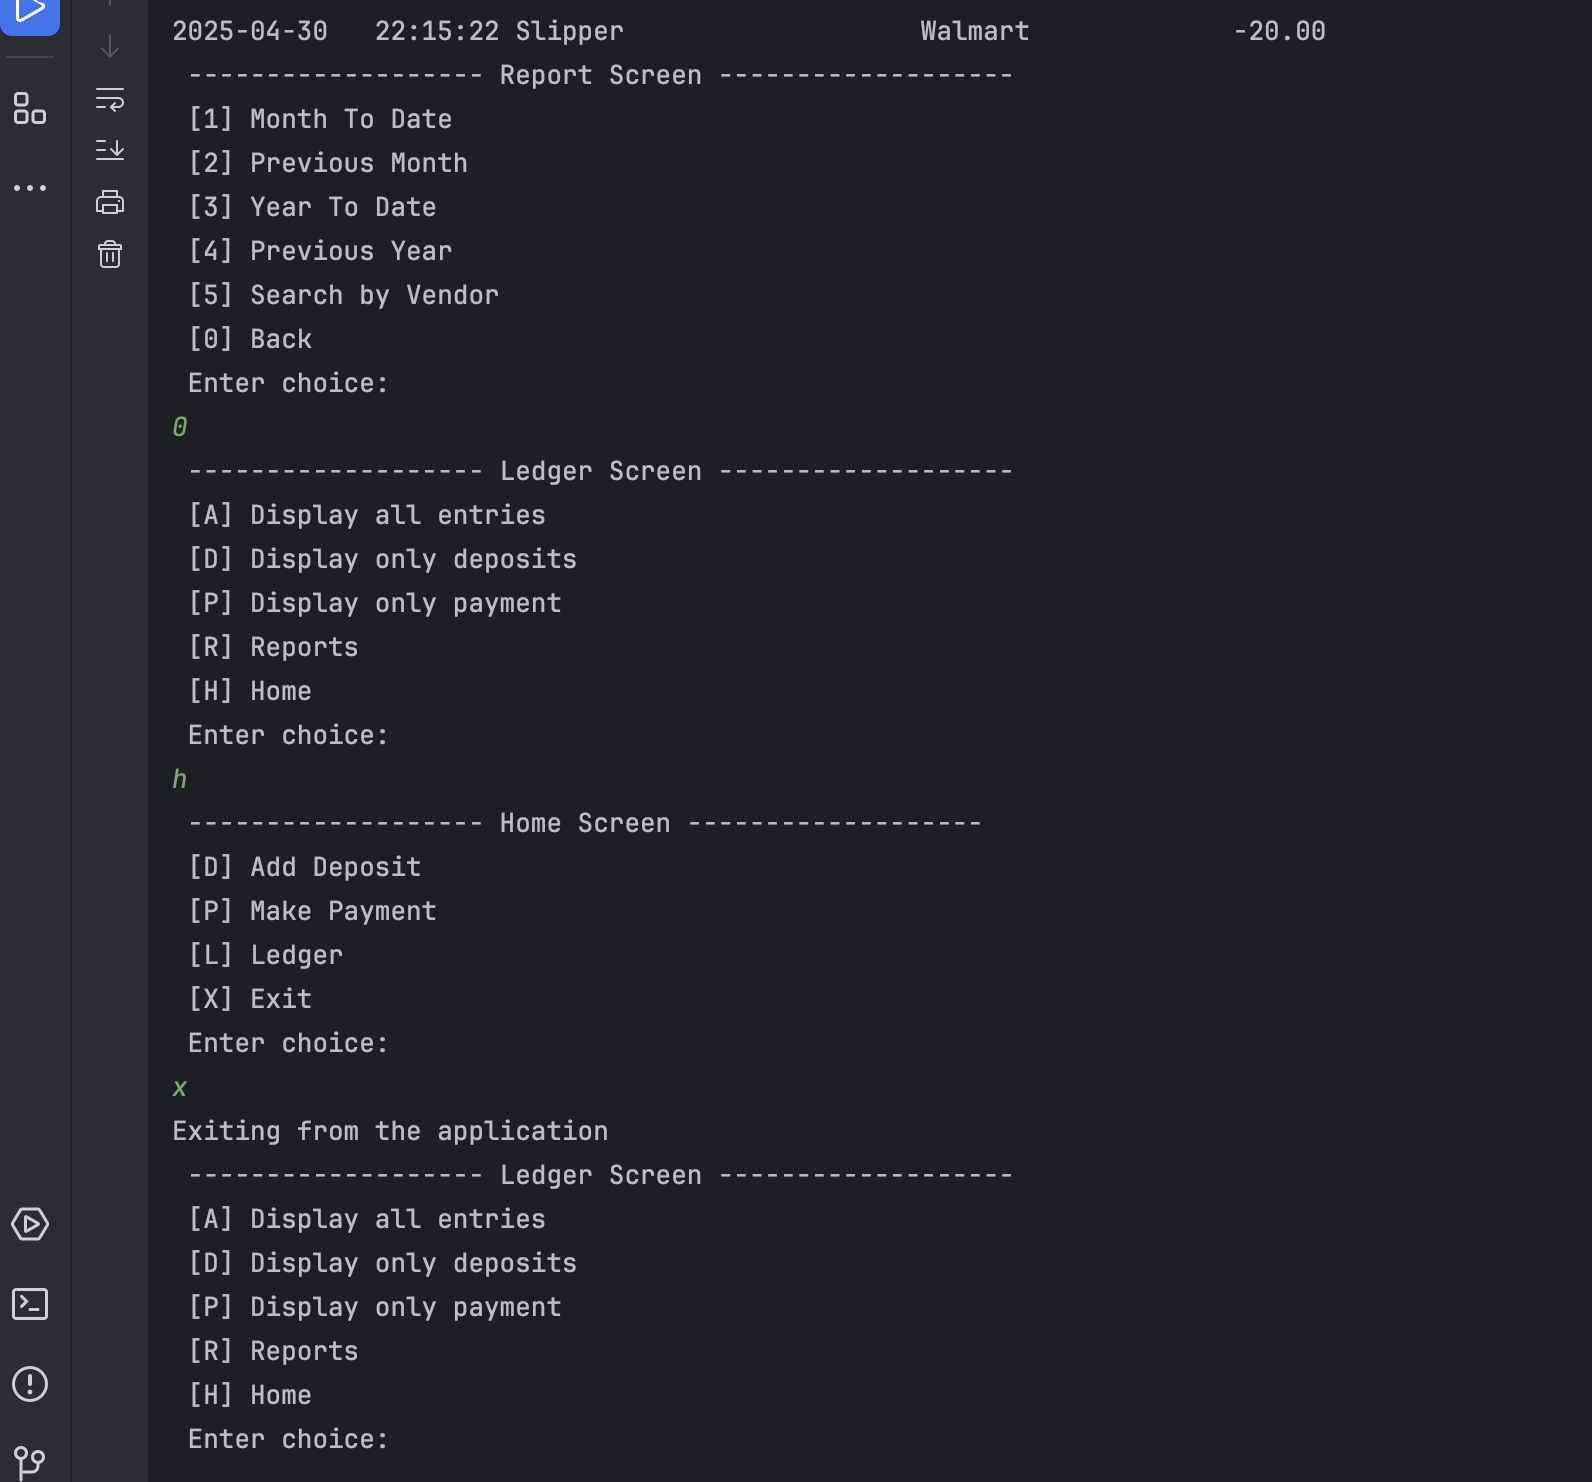 2025-04-30   22:15:22 Slipper                   Walmart             -20.00
 ------------------- Report Screen -------------------
 [1] Month To Date
 [2] Previous Month
 [3] Year To Date
 [4] Previous Year
 [5] Search by Vendor
 [0] Back
 Enter choice:
0
 ------------------- Ledger Screen -------------------
 [A] Display all entries
 [D] Display only deposits
 [P] Display only payment
 [R] Reports
 [H] Home
 Enter choice:
h
 ------------------- Home Screen -------------------
 [D] Add Deposit
 [P] Make Payment
 [L] Ledger
 [X] Exit
 Enter choice:
x
Exiting from the application
 ------------------- Ledger Screen -------------------
 [A] Display all entries
 [D] Display only deposits
 [P] Display only payment
 [R] Reports
 [H] Home
 Enter choice: